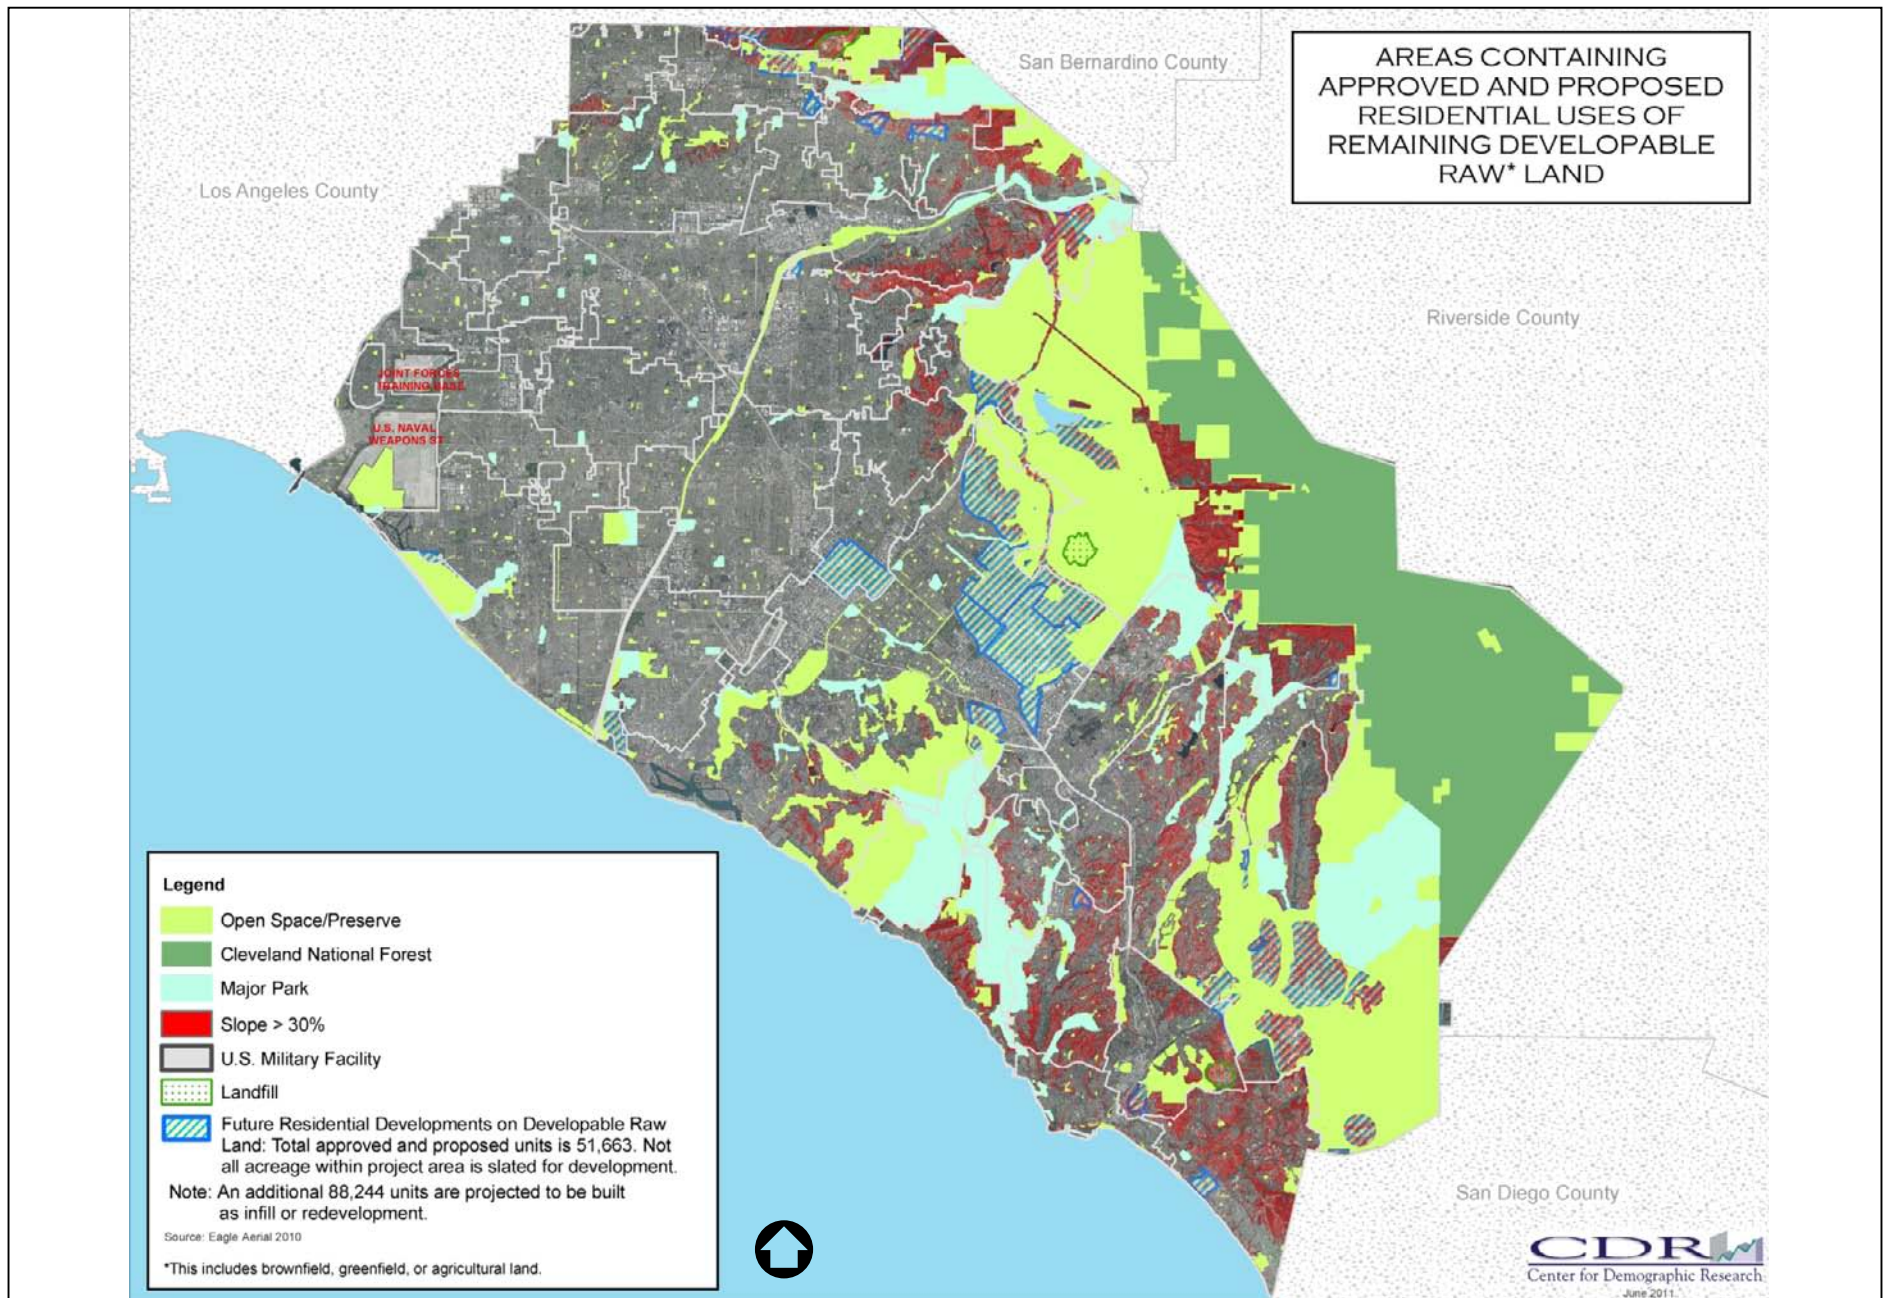 AREAS CONTAINING
APPROVED AND PROPOSED
RESIDENTIAL USES OF
REMAINING DEVELOPABLE
RAW* LAND
San Bernardino County
Los Angeles County
Riverside County
JOINT FORCES
TRAINING BASE
U.S. NAVAL
WEAPONS ST
Legend
Open Space/Preserve
Cleveland National Forest
Major Park
Slope > 30%
U.S. Military Facility
Landfill
Future Residential Developments on Developable Raw
Land: Total approved and proposed units is 51,663. Not
all acreage within project area is slated for development.
Note: An additional 88,244 units are projected to be built
as infill or redevelopment.
Source: Eagle Aerial 2010
*This includes brownfield, greenfield, or agricultural land.
San Diego County
CDR
Center for Demographic Research
June 2011